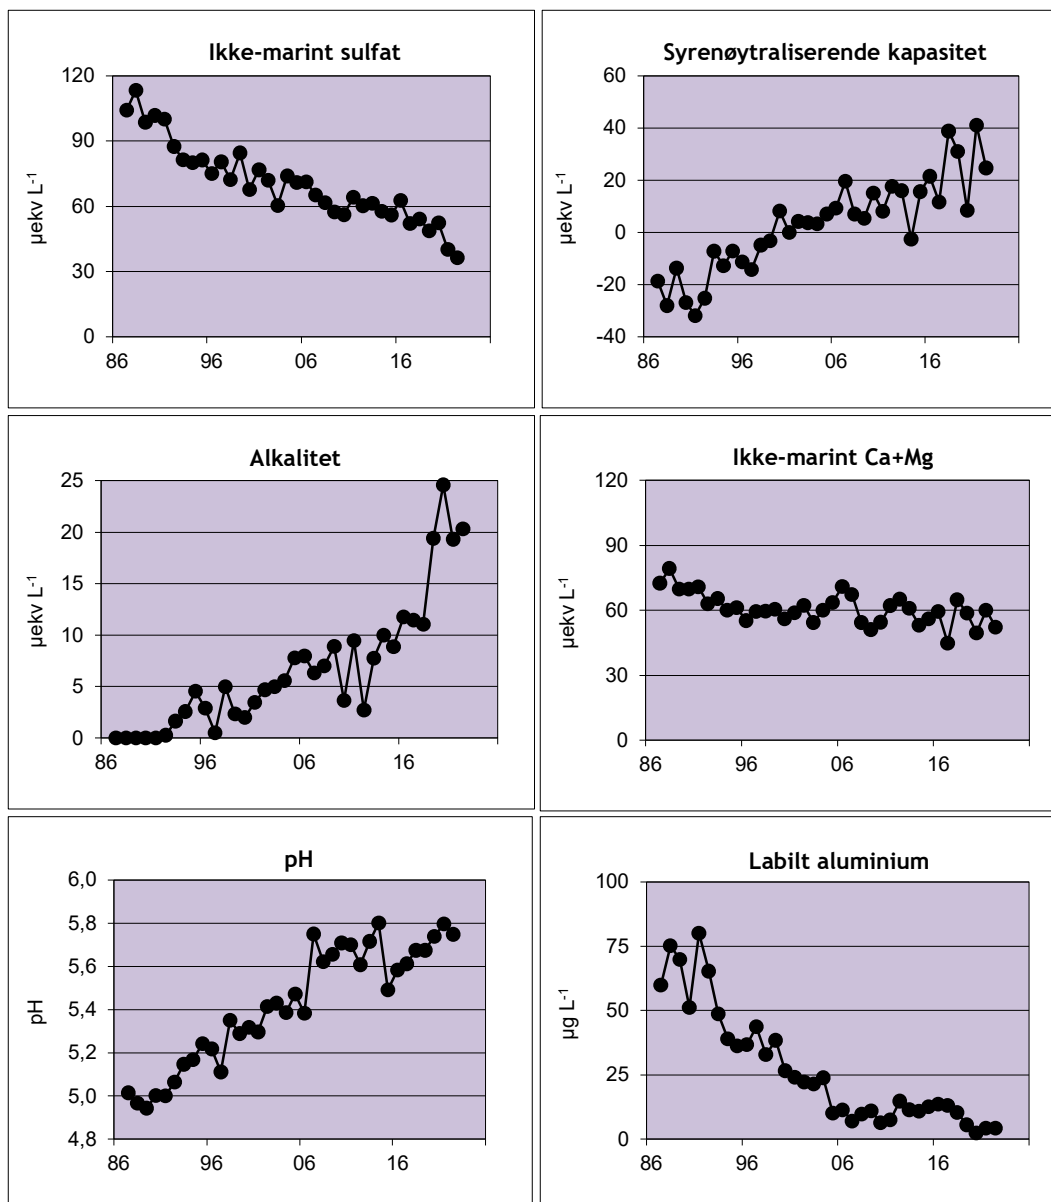 Ikke-marint sulfat
120
90
60
30
0
µekv L-1
86 96 06 16
Syrenøytraliserende kapasitet
60
40
20
0
-20
-40
µekv L-1
86 96 06 16
Alkalitet
25
20
15
10
5
0
µekv L-1
86 96 06 16
Ikke-marint Ca+Mg
120
90
60
30
0
µekv L-1
86 96 06 16
pH
6,0
5,8
5,6
5,4
5,2
5,0
4,8
pH
86 96 06 16
Labilt aluminium
100
75
50
25
0
µg L-1
86 96 06 16